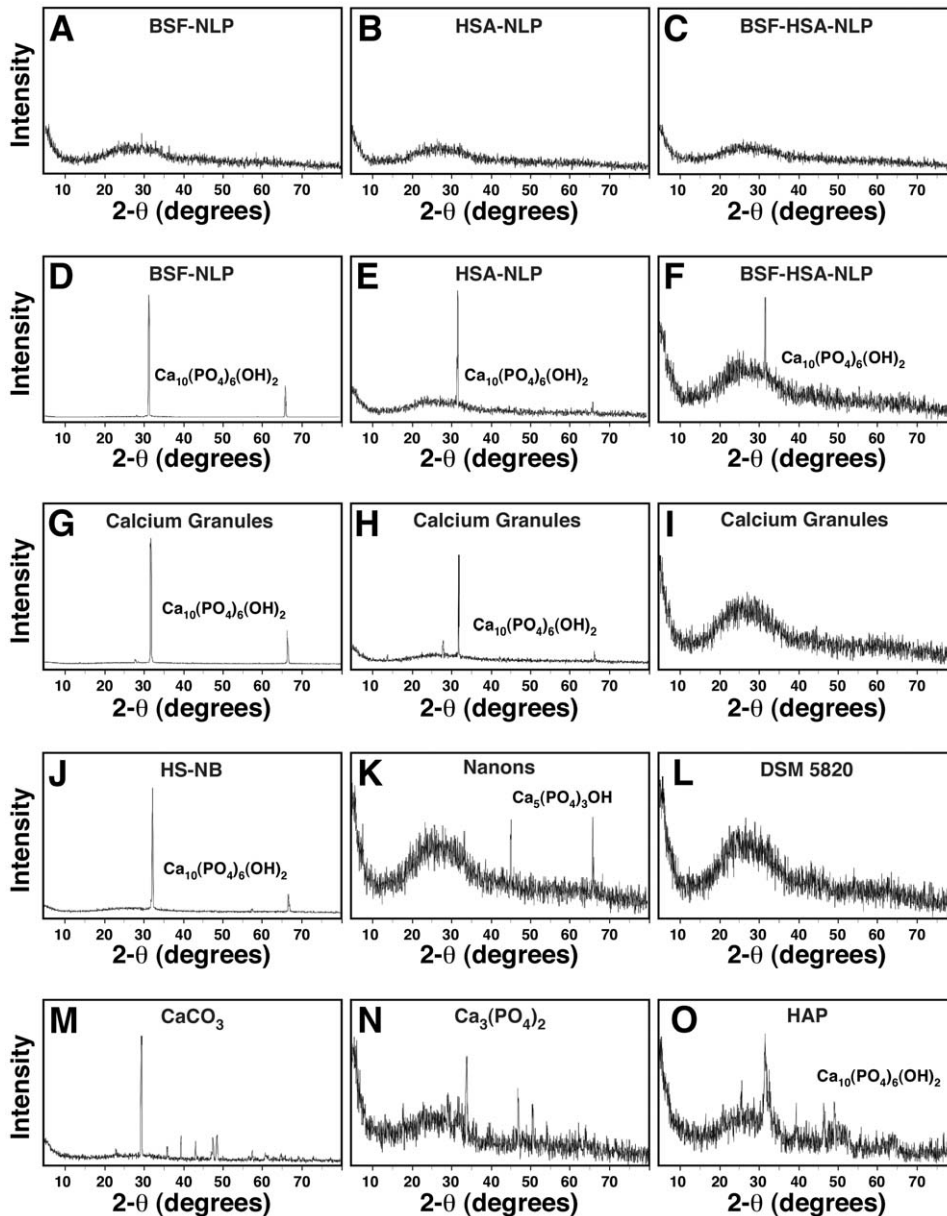 A BSF-NLP
B HSA-NLP
C BSF-HSA-NLP
Intensity
10 20 30 40 50 60 70
10 20 30 40 50 60 70
10 20 30 40 50 60 70
2-θ (degrees)
2-θ (degrees)
2-θ (degrees)
D BSF-NLP
E HSA-NLP
F BSF-HSA-NLP
Intensity
Ca10(PO4)6(OH)2
Ca10(PO4)6(OH)2
Ca10(PO4)6(OH)2
10 20 30 40 50 60 70
10 20 30 40 50 60 70
10 20 30 40 50 60 70
2-θ (degrees)
2-θ (degrees)
2-θ (degrees)
G Calcium Granules
H Calcium Granules
I Calcium Granules
Intensity
Ca10(PO4)6(OH)2
Ca10(PO4)6(OH)2
10 20 30 40 50 60 70
10 20 30 40 50 60 70
10 20 30 40 50 60 70
2-θ (degrees)
2-θ (degrees)
2-θ (degrees)
J HS-NB
K Nanons
L DSM 5820
Intensity
Ca10(PO4)6(OH)2
Ca5(PO4)3OH
10 20 30 40 50 60 70
10 20 30 40 50 60 70
10 20 30 40 50 60 70
2-θ (degrees)
2-θ (degrees)
2-θ (degrees)
M CaCO3
N Ca3(PO4)2
O HAP
Intensity
Ca10(PO4)6(OH)2
10 20 30 40 50 60 70
10 20 30 40 50 60 70
10 20 30 40 50 60 70
2-θ (degrees)
2-θ (degrees)
2-θ (degrees)